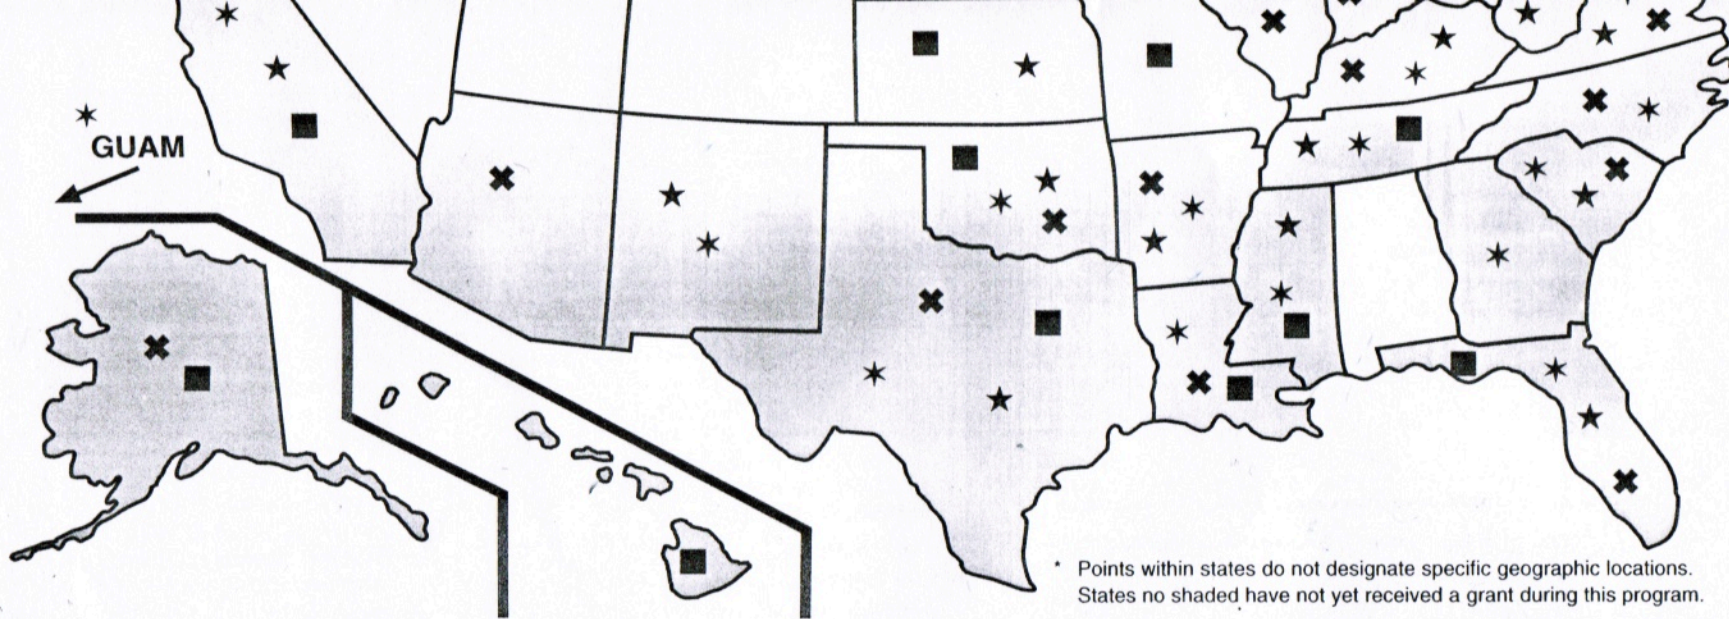 GUAM
* Points within states do not designate specific geographic locations.
States no shaded have not yet received a grant during this program.